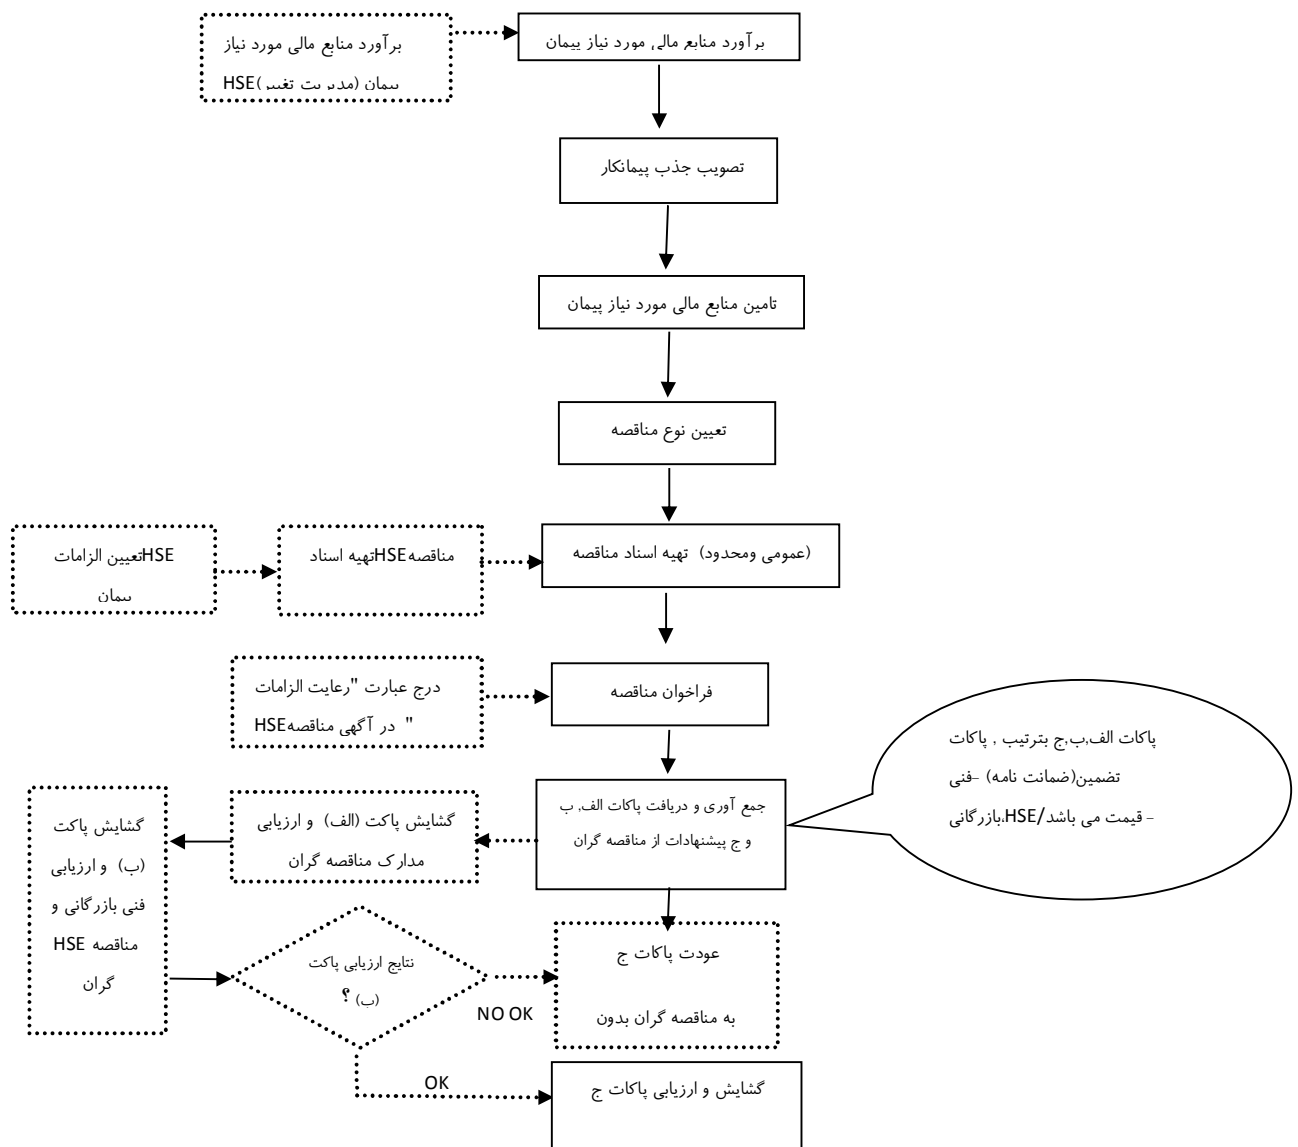 برآورد منابع مالی مورد نیاز پیمان
برآورد منابع مالی مورد نیاز
پیمان (مدیریت تغییر)HSE
تصویب جذب پیمانکار
تامین منابع مالی مورد نیاز پیمان
تعیین نوع مناقصه
(عمومی ومحدود) تهیه اسناد مناقصه
مناقصهHSEتهیه اسناد
HSEتعیین الزامات
پیمان
فراخوان مناقصه
درج عبارت "رعایت الزامات
" در آگهی مناقصهHSE
پاکات الف,ب,ج بترتیب , پاکات
تضمین(ضمانت نامه) -فنی
- قیمت می باشد/HSE,بازرگانی
جمع آوری و دریافت پاکات الف, ب
و ج پیشنهادات از مناقصه گران
گشایش پاکت (الف) و ارزیابی
مدارک مناقصه گران
گشایش پاکت
(ب) و ارزیابی
فنی بازرگانی و
مناقصه HSE
گران
نتایج ارزیابی پاکت
(ب) ؟
NO OK
عودت پاکات ج
به مناقصه گران بدون
OK
گشایش و ارزیابی پاکات ج